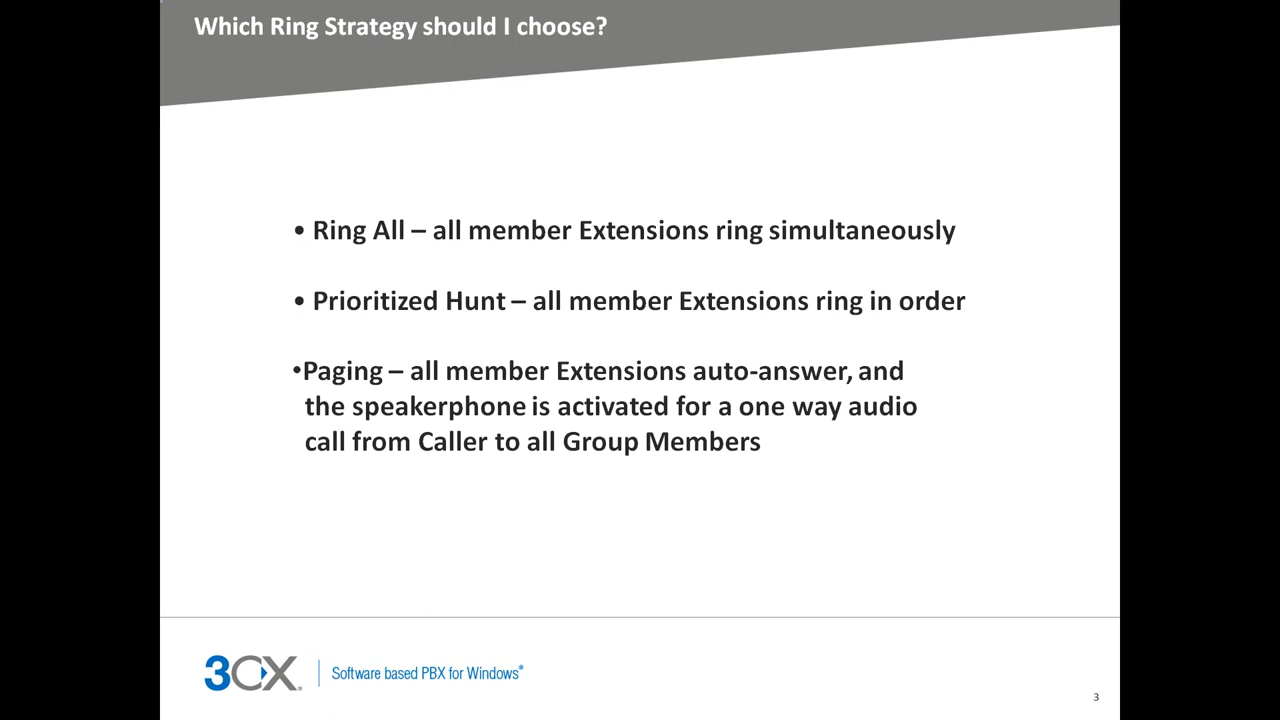 Which Ring Strategy should I choose?
• Ring All – all member Extensions ring simultaneously
• Prioritized Hunt – all member Extensions ring in order
•Paging – all member Extensions auto-answer, and
the speakerphone is activated for a one way audio
call from Caller to all Group Members
3CX® Software based PBX for Windows®
3